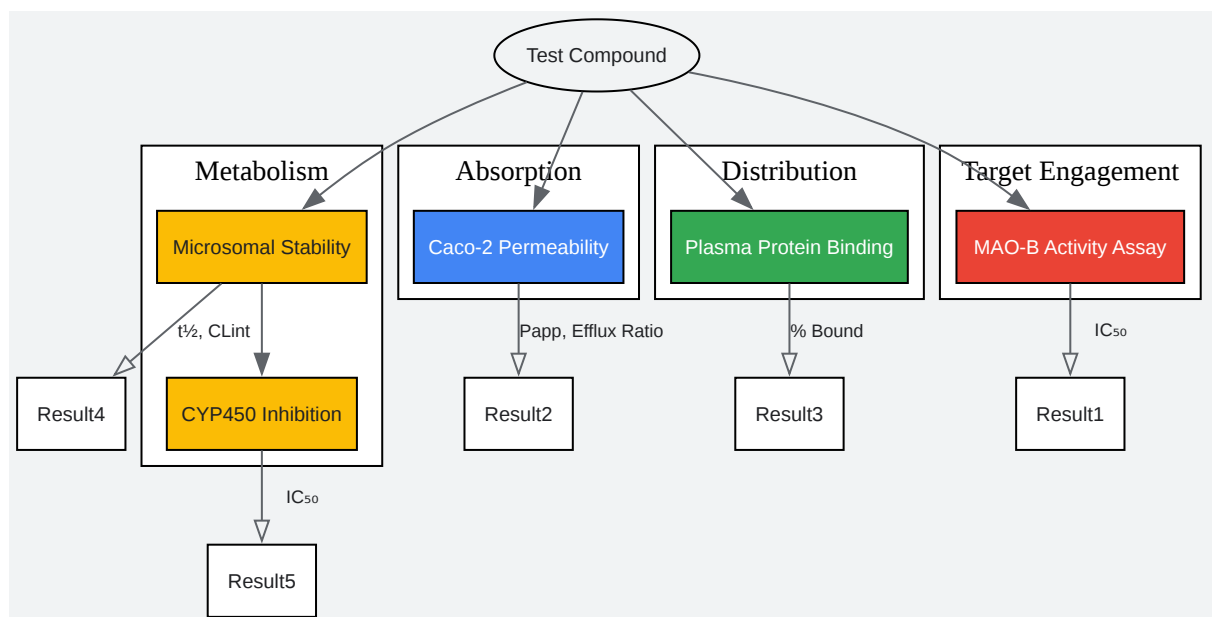 Test Compound
Metabolism
Absorption
Distribution
Target Engagement
Microsomal Stability
Caco-2 Permeability
Plasma Protein Binding
MAO-B Activity Assay
t½, CLint
Papp, Efflux Ratio
% Bound
IC₅₀
Result4
CYP450 Inhibition
Result2
Result3
Result1
IC₅₀
Result5